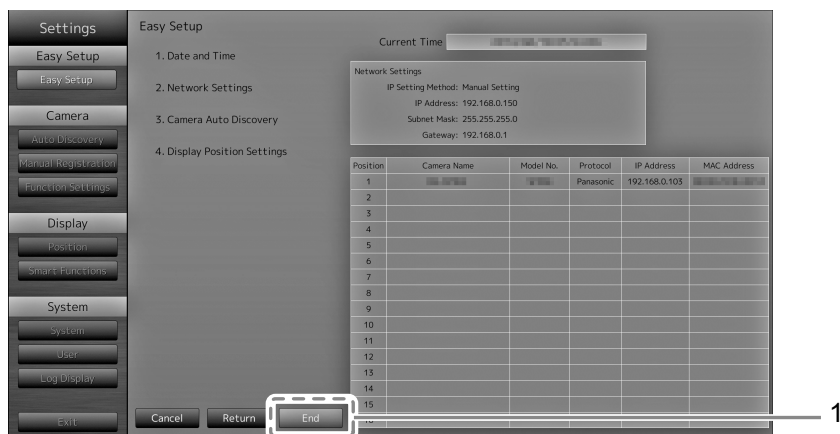 Settings
Easy Setup
Easy Setup
Camera
Auto Discovery
Manual Registration
Function Settings
Display
Position
Smart Functions
System
System
User
Log Display
Exit
Easy Setup
1. Date and Time
2. Network Settings
3. Camera Auto Discovery
4. Display Position Settings
Current Time
Network Settings
IP Setting Method: Manual Setting
IP Address: 192.168.0.150
Subnet Mask: 255.255.255.0
Gateway: 192.168.0.1
Position Camera Name Model No. Protocol IP Address MAC Address
1 Panasonic 192.168.0.103
2
3
4
5
6
7
8
9
10
11
12
13
14
15
Cancel Return End
1